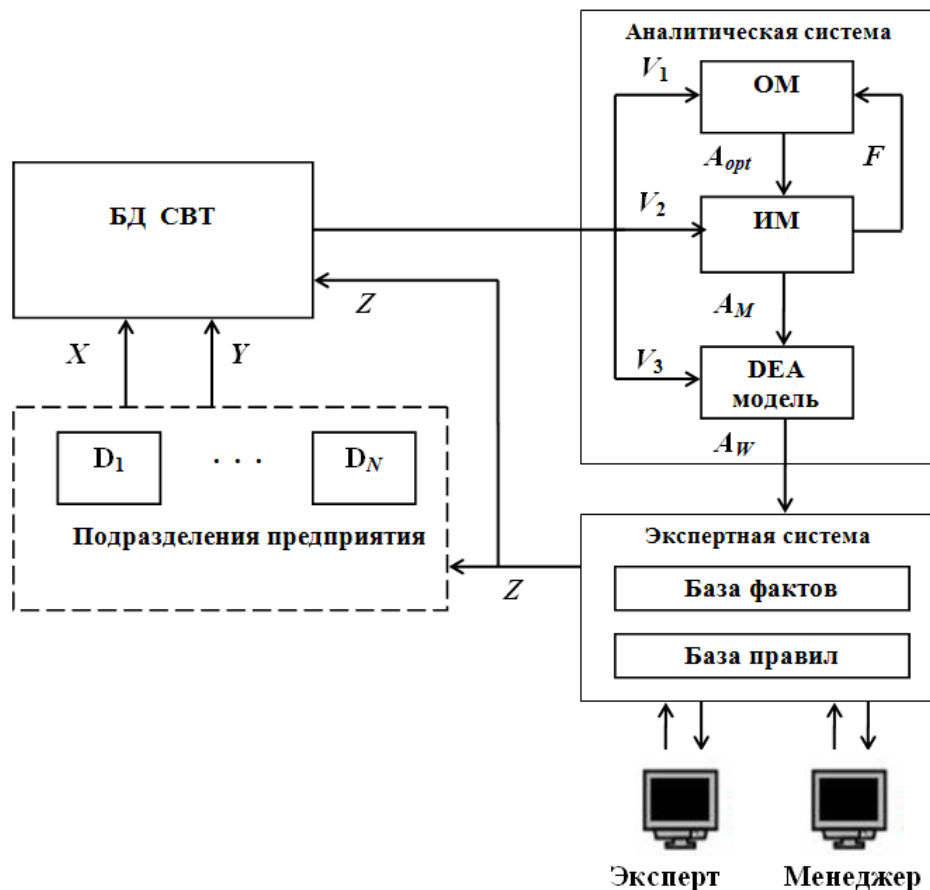 Аналитическая система
V1
ОМ
Aopt
F
БД СВТ
V2
ИМ
Z
AM
X
Y
V3
DEA
модель
AW
D1
. . .
DN
Подразделения предприятия
Экспертная система
База фактов
Z
База правил
Эксперт
Менеджер